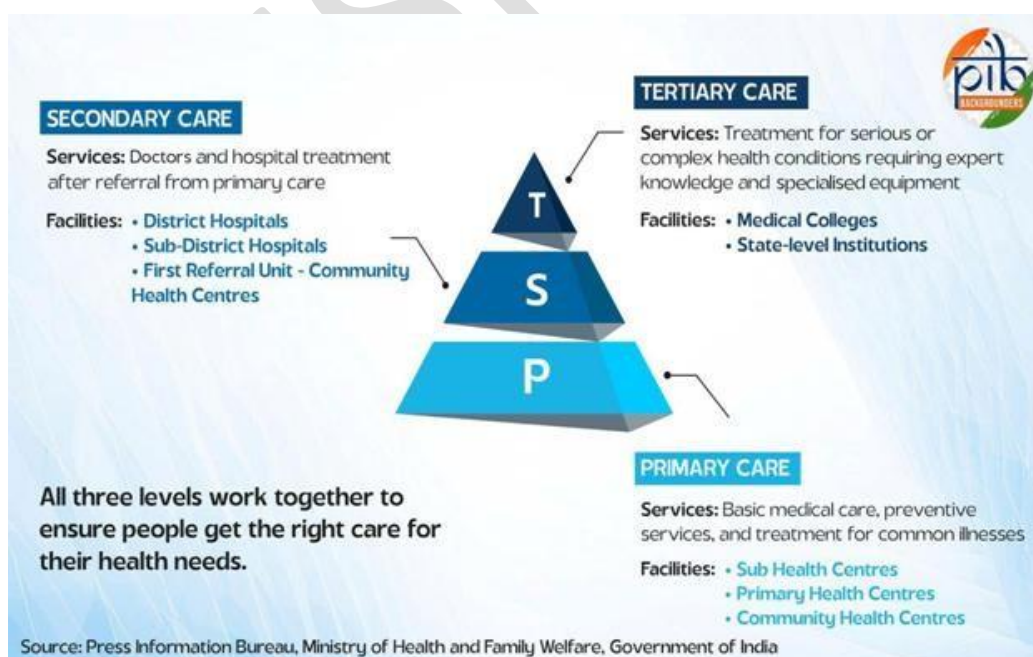 pib
BACKGROUNDERS
SECONDARY CARE
Services: Doctors and hospital treatment
after referral from primary care
Facilities: • District Hospitals
• Sub-District Hospitals
• First Referral Unit - Community
Health Centres
TERTIARY CARE
Services: Treatment for serious or
complex health conditions requiring expert
knowledge and specialised equipment
Facilities: • Medical Colleges
• State-level Institutions
T
S
P
PRIMARY CARE
Services: Basic medical care, preventive
services, and treatment for common illnesses
Facilities: • Sub Health Centres
• Primary Health Centres
• Community Health Centres
All three levels work together to
ensure people get the right care for
their health needs.
Source: Press Information Bureau, Ministry of Health and Family Welfare, Government of India